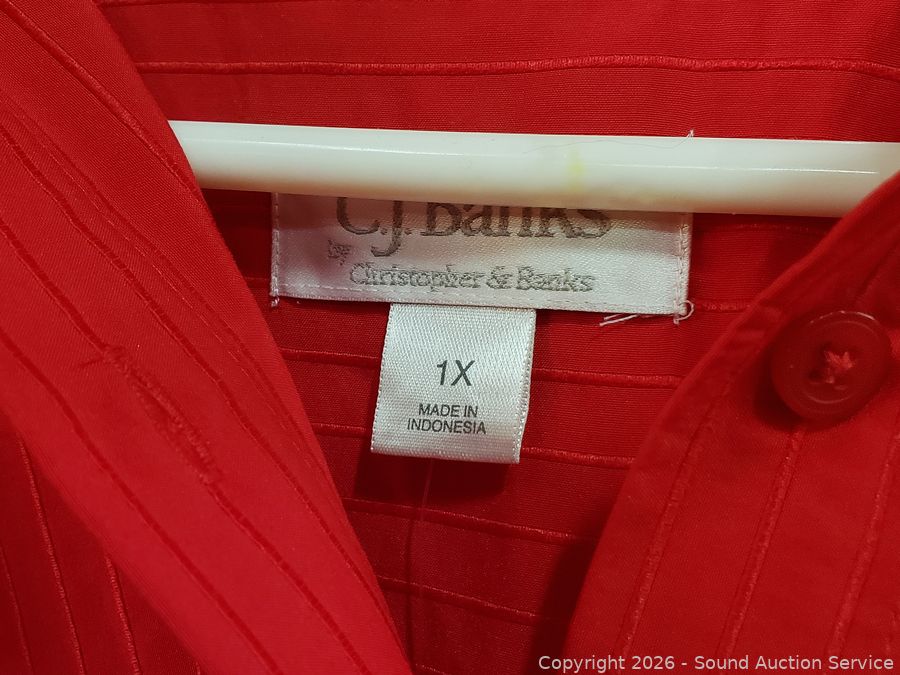 C.J. Banks
by
Christopher & Banks
1X
MADE IN
INDONESIA
Copyright 2026 - Sound Auction Service